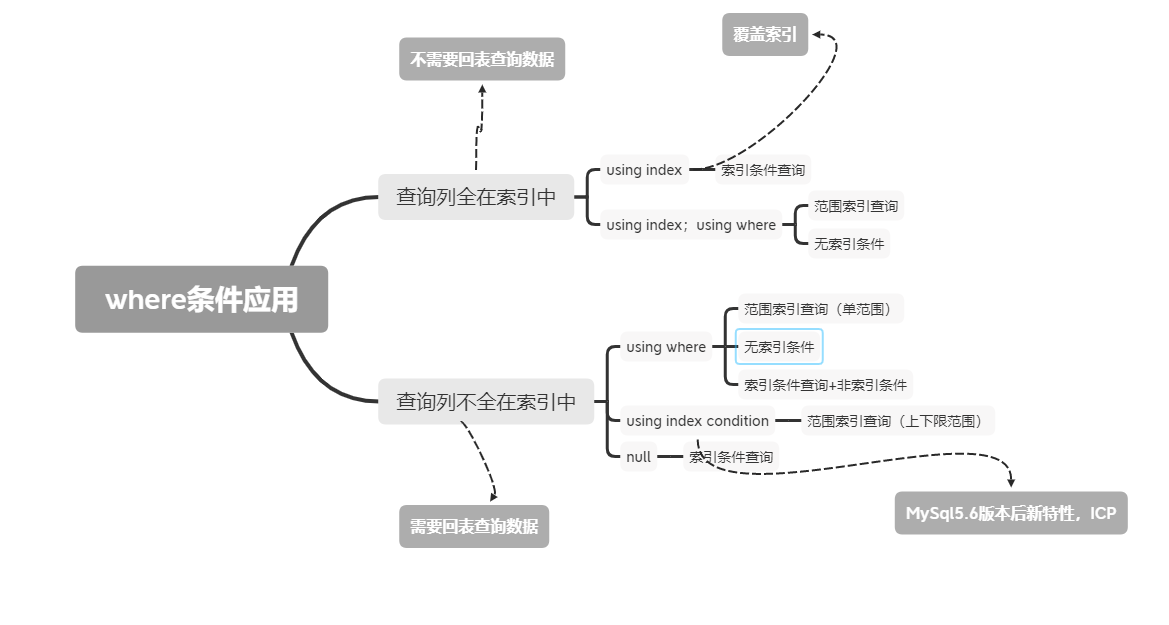 覆盖索引
不需要回表查询数据
using index
索引条件查询
查询列全在索引中
using index；using where
范围索引查询
无索引条件
where条件应用
范围索引查询（单范围）
using where
无索引条件
索引条件查询+非索引条件
查询列不全在索引中
using index condition
范围索引查询（上下限范围）
null
索引条件查询
需要回表查询数据
MySql5.6版本后新特性，ICP